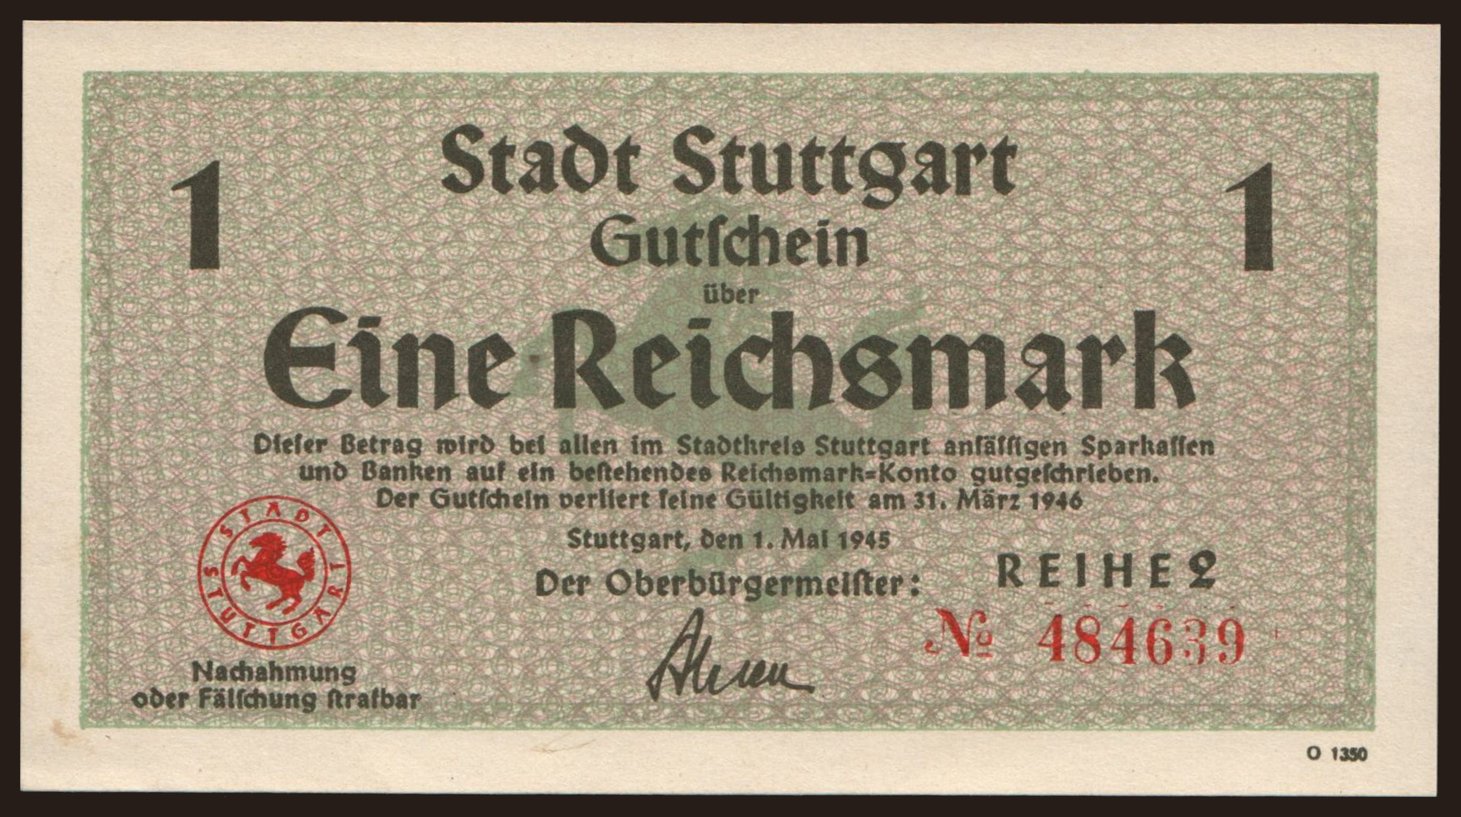 Stadt Stuttgart
1
1
Gutſchein
über
Eine Reichsmark
Dieſer Betrag wird bei allen im Stadtkreis Stuttgart anſäſſigen Sparkaſſen
und Banken auf ein beſtehendes Reichsmark=Konto gutgeſchrieben.
Der Gutſchein verliert ſeine Gültigkeit am 31. März 1946
Stuttgart, den 1. Mai 1945
Der Oberbürgermeiſter:
REIHE 2
№ 484639
STADT STUTTGART
Nachahmung
oder Fälſchung ſtrafbar
O 1350